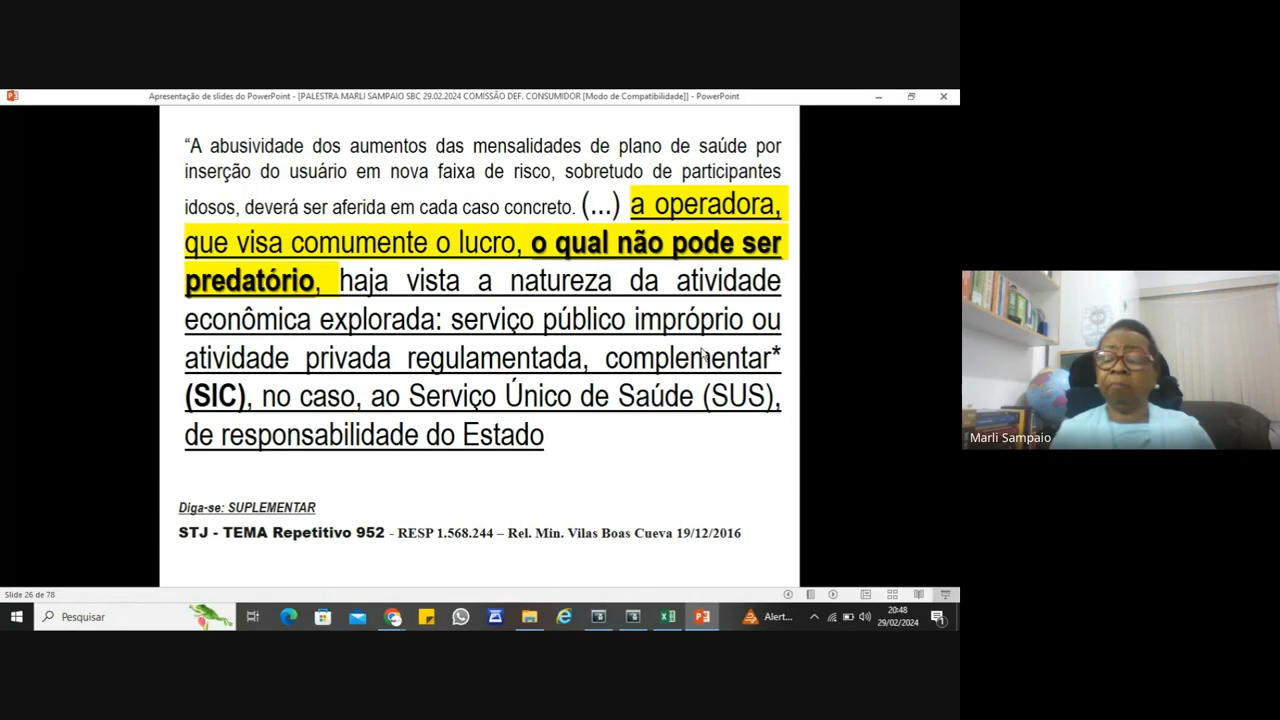 Apresentação de slides do PowerPoint - [PALESTRA MARLI SAMPAIO SBC 29.02.2024 COMISSÃO DEF. CONSUMIDOR [Modo de Compatibilidade]] - PowerPoint
“A abusividade dos aumentos das mensalidades de plano de saúde por
inserção do usuário em nova faixa de risco, sobretudo de participantes
idosos, deverá ser aferida em cada caso concreto. (...) a operadora,
que visa comumente o lucro, o qual não pode ser
predatório, haja vista a natureza da atividade
econômica explorada: serviço público impróprio ou
atividade privada regulamentada, complementar*
(SIC), no caso, ao Serviço Único de Saúde (SUS),
de responsabilidade do Estado
Diga-se: SUPLEMENTAR
STJ - TEMA Repetitivo 952 - RESP 1.568.244 – Rel. Min. Vilas Boas Cueva 19/12/2016
Marli Sampaio
Slide 26 de 78
Pesquisar
Alert...
20:48
29/02/2024
1